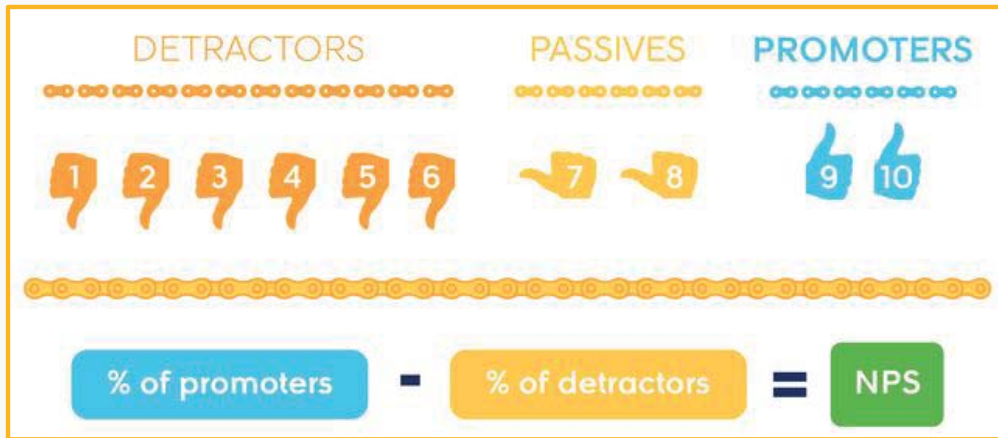 DETRACTORS PASSIVES PROMOTERS
1 2 3 4 5 6 7 8 9 10
% of promoters - % of detractors = NPS